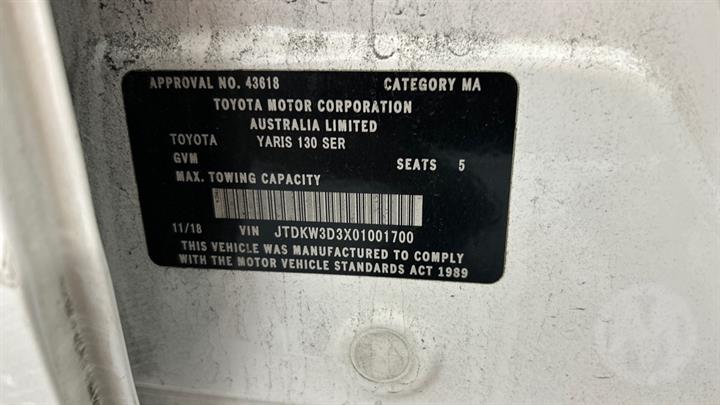 APPROVAL NO. 43618 CATEGORY MA
TOYOTA MOTOR CORPORATION
AUSTRALIA LIMITED
TOYOTA YARIS 130 SER
GVM SEATS 5
MAX. TOWING CAPACITY
11/18 VIN JTDKW3D3X01001700
THIS VEHICLE WAS MANUFACTURED TO COMPLY
WITH THE MOTOR VEHICLE STANDARDS ACT 1989